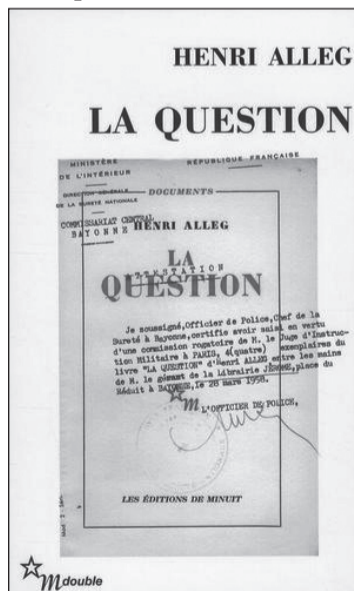 HENRI ALLEG
LA QUESTION
MINISTÈRE
DE L'INTÉRIEUR
RÉPUBLIQUE FRANÇAISE
DIRECTION GÉNÉRALE
DE LA SURETÉ NATIONALE
COMMISSARIAT CENTRAL
BAYONNE
DOCUMENTS
HENRI ALLEG
LA
ATTESTATION
QUESTION
Je soussigné,Officier de Police,Chef de la
Sureté à Bayonne,certifie avoir saisi en vertu
d'une commission rogatoire de M. le Juge d'Instruc-
tion Militaire à PARIS, 4(quatre) exemplaires du
livre "LA QUESTION" d'Henri ALLEG entre les mains
de M. le gérant de la Librairie JÉROME,place du
Réduit à BAYONNE,le 28 mars 1958.
L'OFFICIER DE POLICE,
m
LES ÉDITIONS DE MINUIT
m double